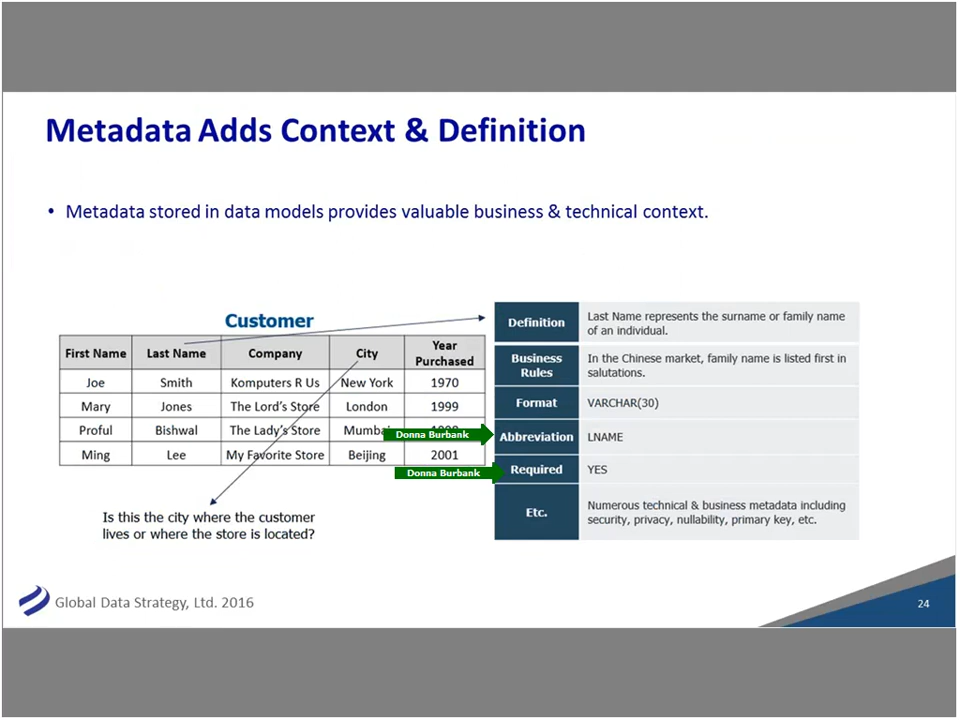 Metadata Adds Context & Definition
• Metadata stored in data models provides valuable business & technical context.
Customer
First Name Last Name Company City Year Purchased
Joe Smith Komputers R Us New York 1970
Mary Jones The Lord's Store London 1999
Proful Bishwal The Lady's Store Mumbai
Ming Lee My Favorite Store Beijing 2001
Donna Burbank
Donna Burbank
Is this the city where the customer
lives or where the store is located?
Definition Last Name represents the surname or family name
of an individual.
Business Rules In the Chinese market, family name is listed first in
salutations.
Format VARCHAR(30)
Abbreviation LNAME
Required YES
Etc. Numerous technical & business metadata including
security, privacy, nullability, primary key, etc.
Global Data Strategy, Ltd. 2016
24